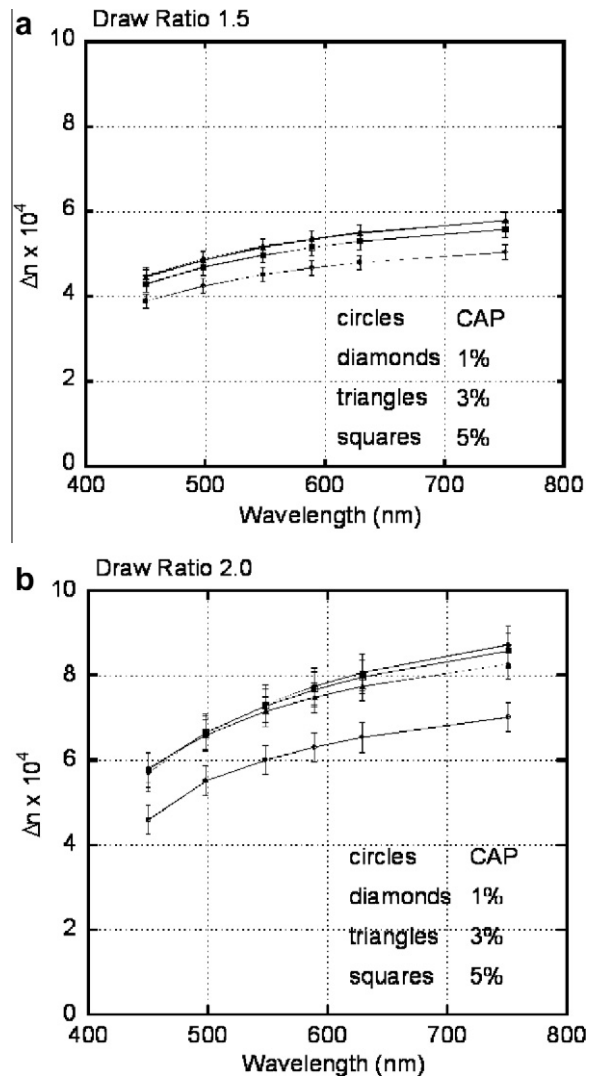 a Draw Ratio 1.5
10
8
6
4
2
0
Δn x 10⁴
circles CAP
diamonds 1%
triangles 3%
squares 5%
400 500 600 700 800
Wavelength (nm)
b Draw Ratio 2.0
10
8
6
4
2
0
Δn x 10⁴
circles CAP
diamonds 1%
triangles 3%
squares 5%
400 500 600 700 800
Wavelength (nm)